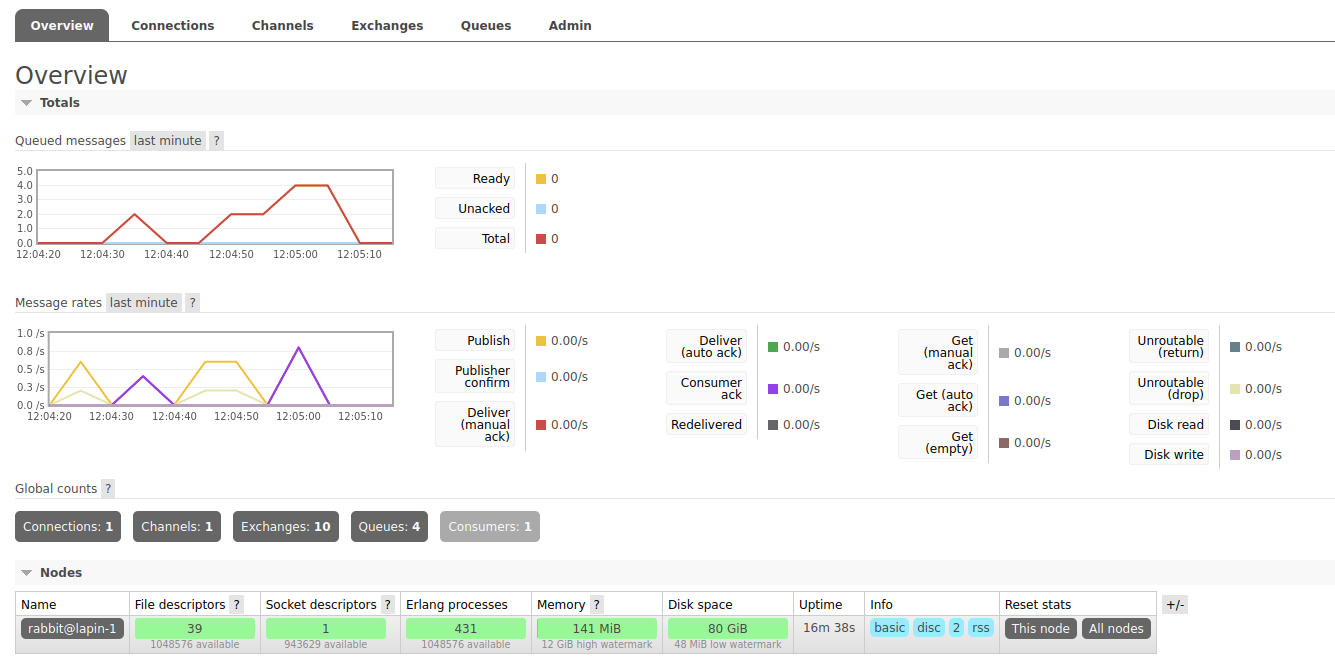 Overview Connections Channels Exchanges Queues Admin
Overview
Totals
Queued messages last minute ?
5.0
4.0
3.0
2.0
1.0
0.0
12:04:20 12:04:30 12:04:40 12:04:50 12:05:00 12:05:10
Ready 0
Unacked 0
Total 0
Message rates last minute ?
1.0 /s
0.8 /s
0.5 /s
0.3 /s
0.0 /s
12:04:20 12:04:30 12:04:40 12:04:50 12:05:00 12:05:10
Publish 0.00/s
Publisher
confirm 0.00/s
Deliver
(manual 0.00/s
ack)
Deliver
(auto ack) 0.00/s
Consumer
ack 0.00/s
Redelivered 0.00/s
Get
(manual 0.00/s
ack)
Get (auto
ack) 0.00/s
Get
(empty) 0.00/s
Unroutable
(return) 0.00/s
Unroutable
(drop) 0.00/s
Disk read 0.00/s
Disk write 0.00/s
Global counts ?
Connections: 1 Channels: 1 Exchanges: 10 Queues: 4 Consumers: 1
Nodes
Name File descriptors ? Socket descriptors ? Erlang processes Memory ? Disk space Uptime Info Reset stats +/-
rabbit@lapin-1 39 1 431 141 MiB 80 GiB 16m 38s basic disc 2 rss This node All nodes
1048576 available 943629 available 1048576 available 12 GiB high watermark 48 MiB low watermark